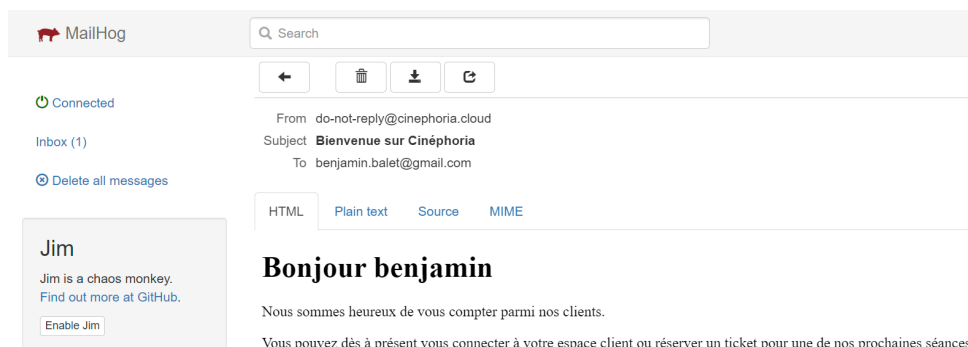 MailHog
Search
Connected
Inbox (1)
Delete all messages
Jim
Jim is a chaos monkey.
Find out more at GitHub.
Enable Jim
From do-not-reply@cinephoria.cloud
Subject Bienvenue sur Cinéphoria
To benjamin.balet@gmail.com
HTML Plain text Source MIME
Bonjour benjamin
Nous sommes heureux de vous compter parmi nos clients.
Vous pouvez dès à présent vous connecter à votre espace client ou réserver un ticket pour une de nos prochaines séances